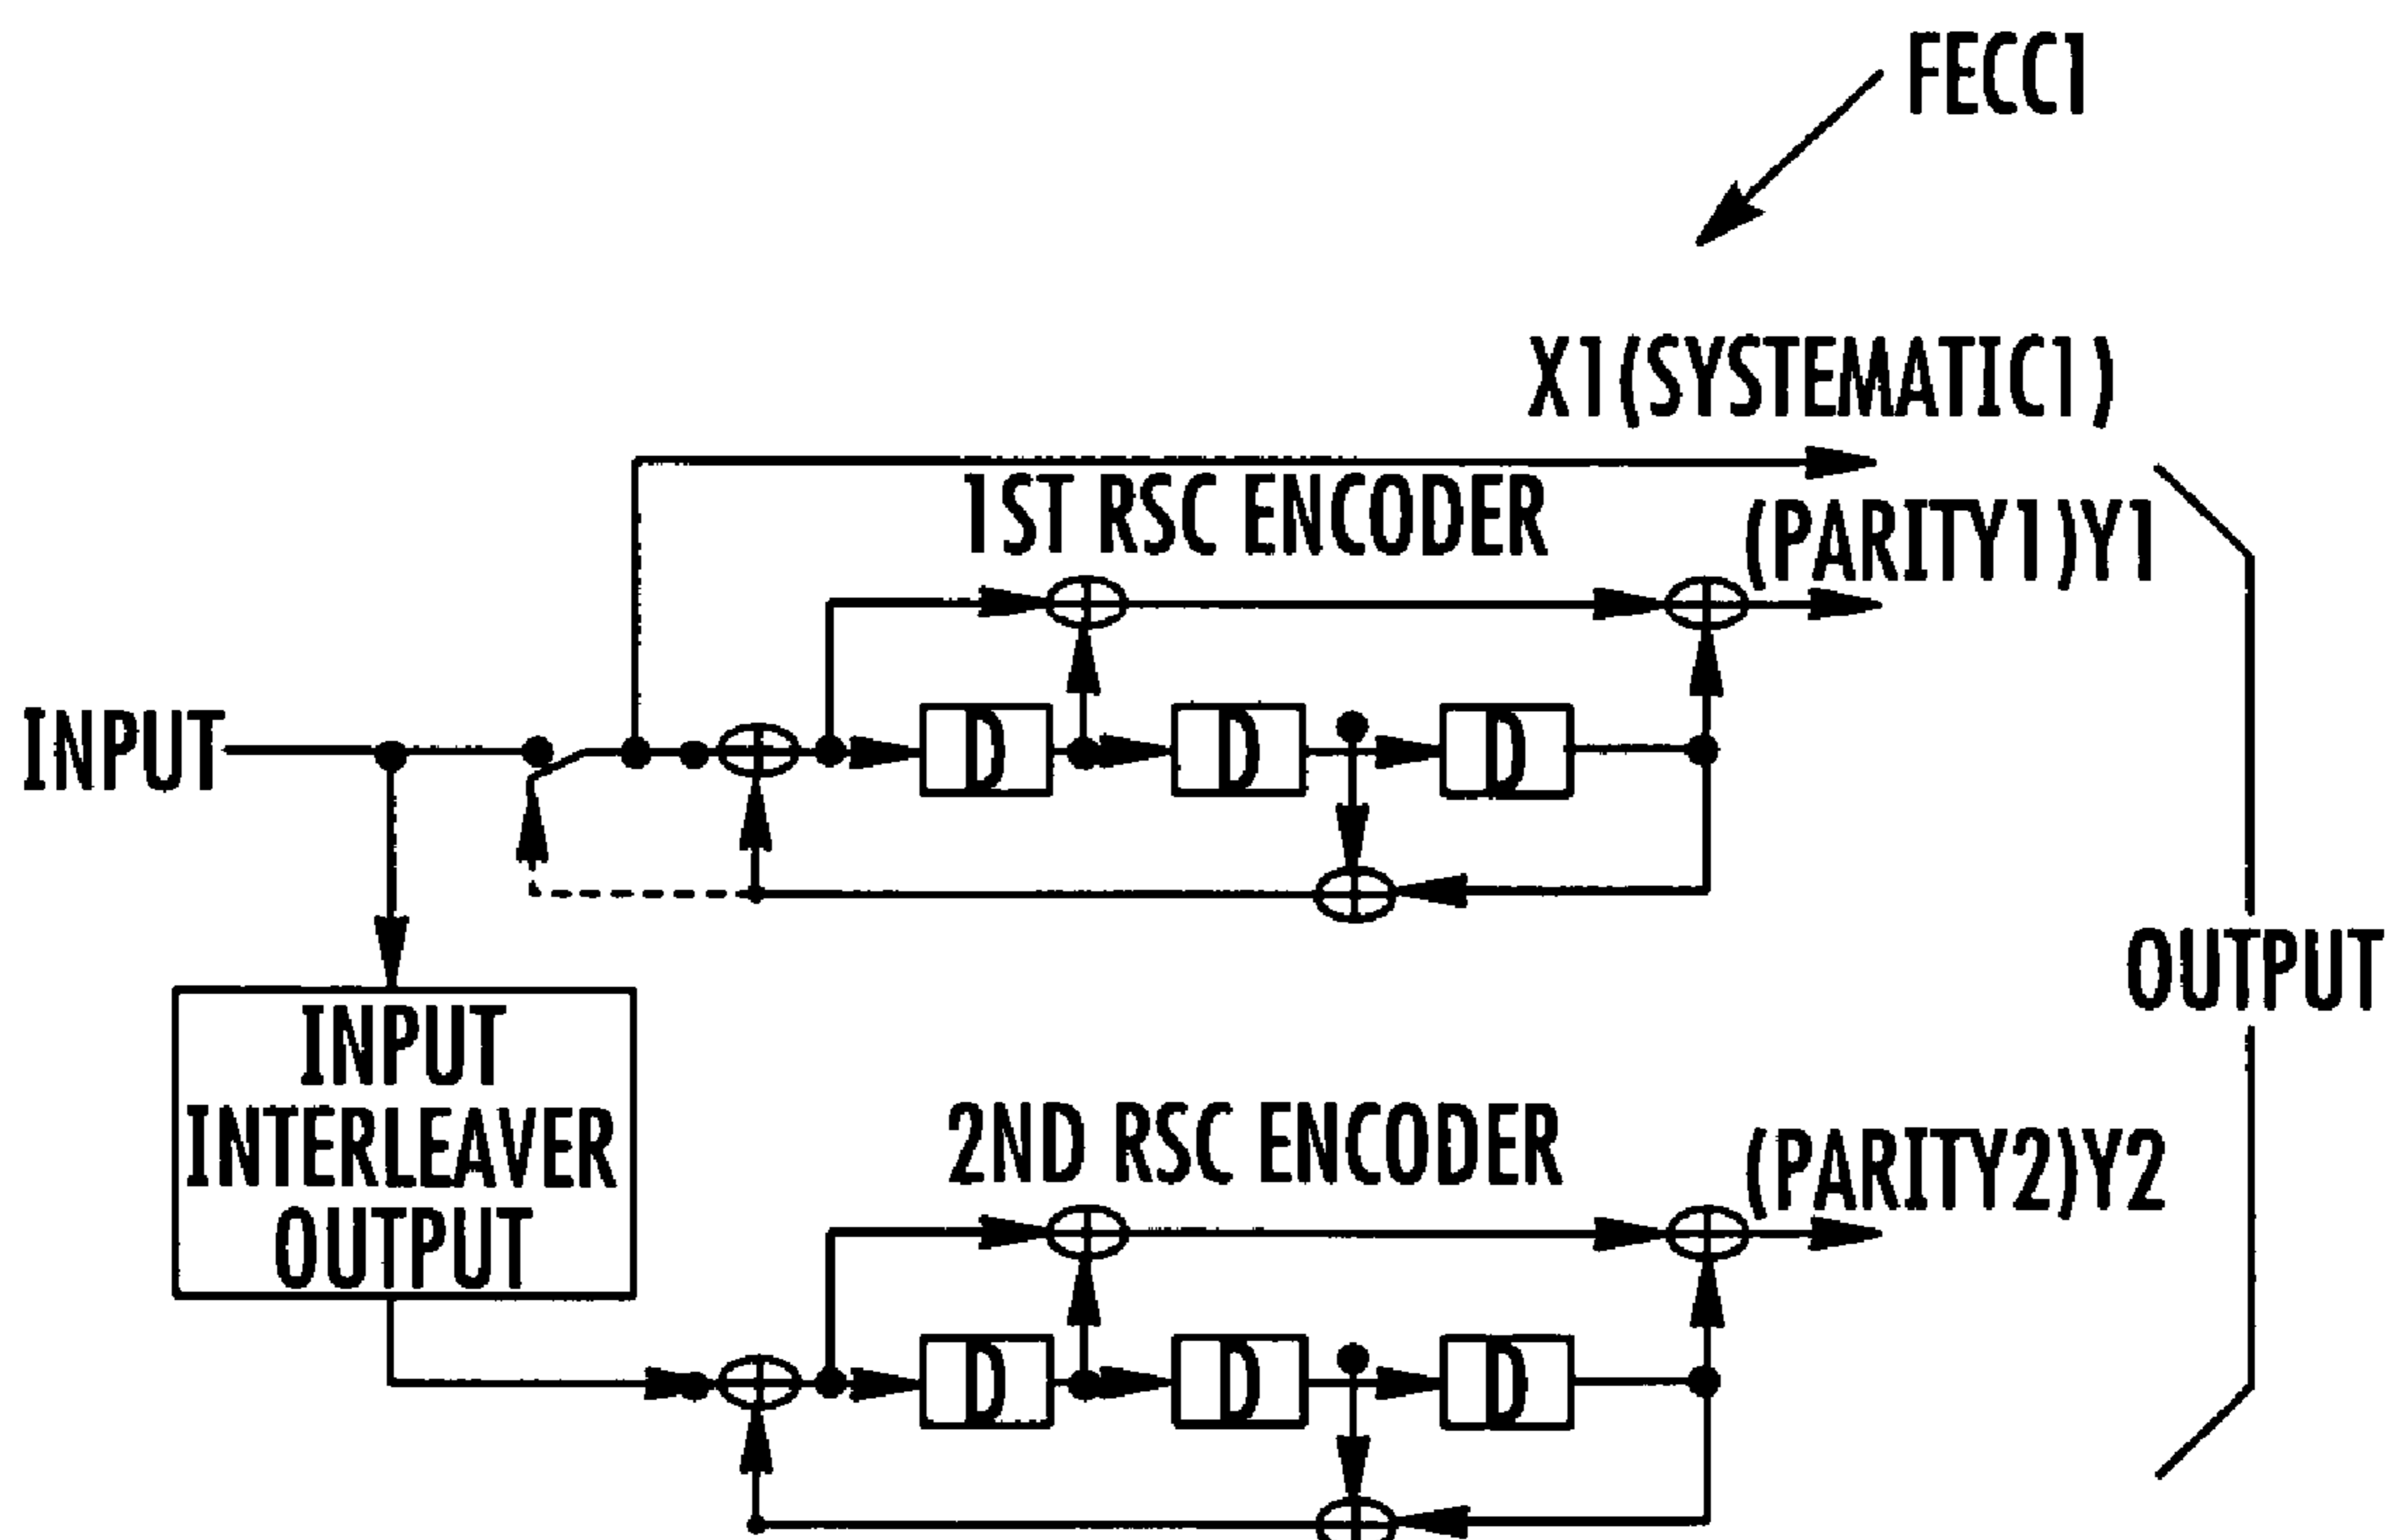 FECC1
X1(SYSTEMATIC1)
1ST RSC ENCODER
(PARITY1)Y1
INPUT
D
D
D
OUTPUT
INPUT
INTERLEAVER
OUTPUT
2ND RSC ENCODER
(PARITY2)Y2
D
D
D